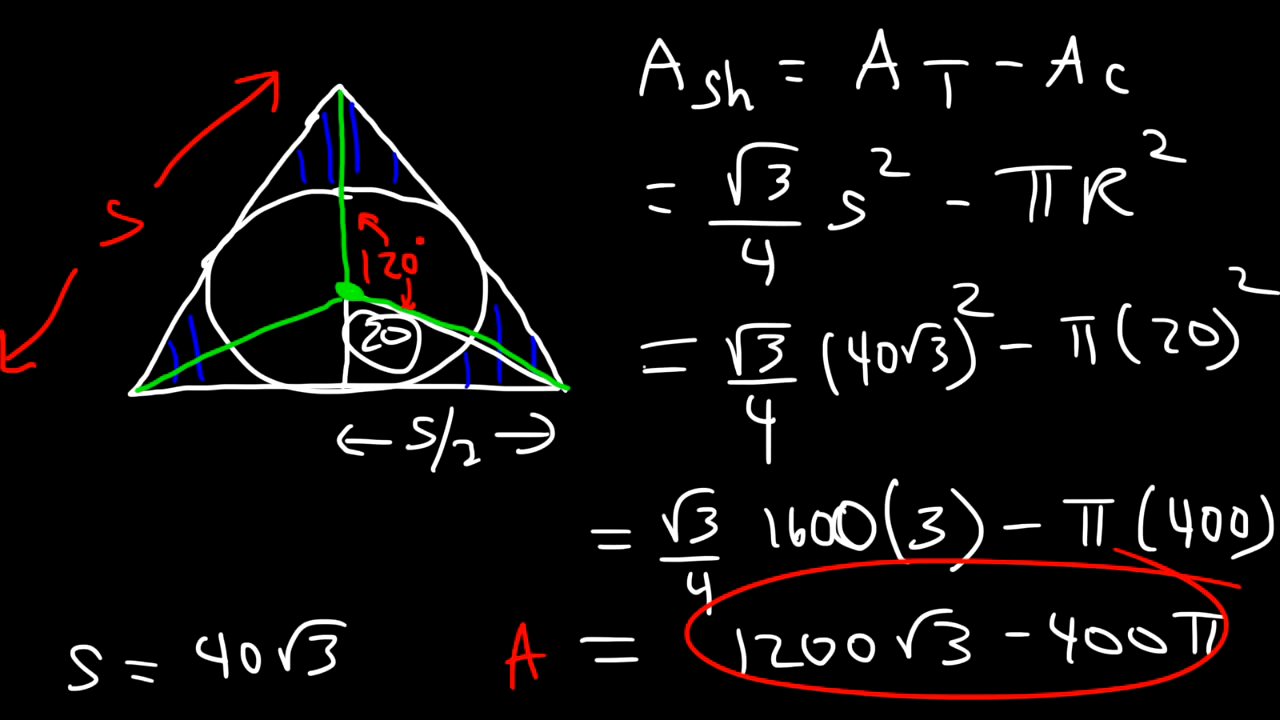 A_Sh = A_T - A_C
= √3/4 s² - πR²
= √3/4 (40√3)² - π(20)²
= √3/4 1600(3) - π(400)
A = 1200√3 - 400π
S
120°
20
← S/2 →
S = 40√3